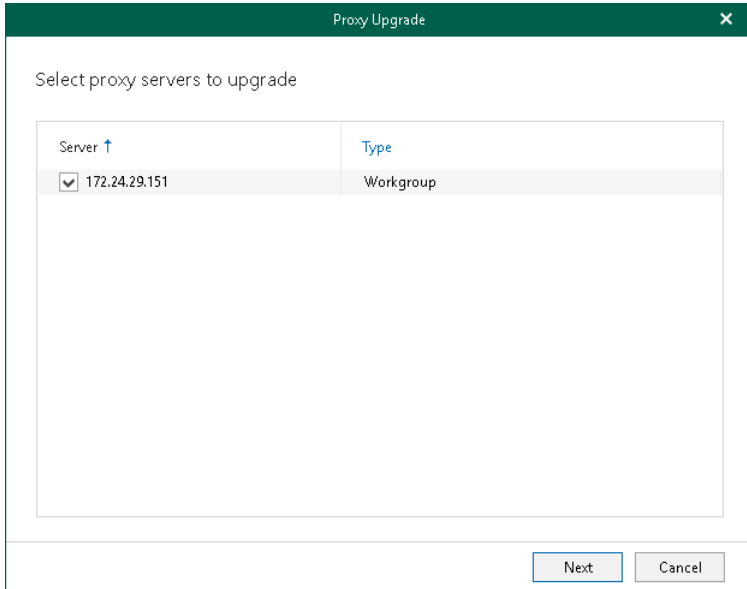 Proxy Upgrade
Select proxy servers to upgrade
Server Type
172.24.29.151 Workgroup
Next Cancel